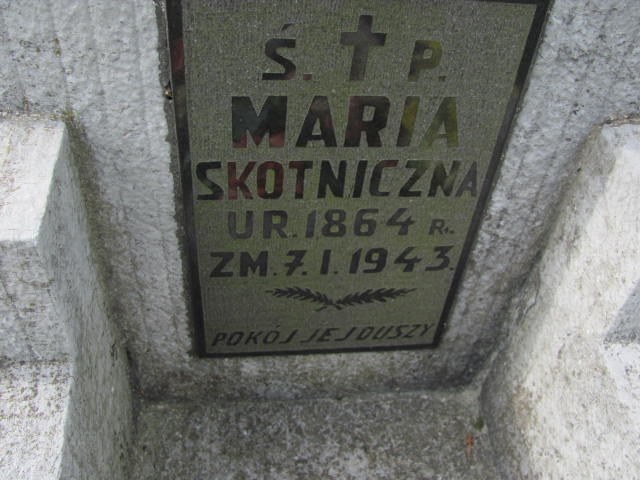 Ś. † P.
MARIA
SKOTNICZNA
UR. 1864 R.
ZM. 7. I. 1943.
POKÓJ JEJ DUSZY